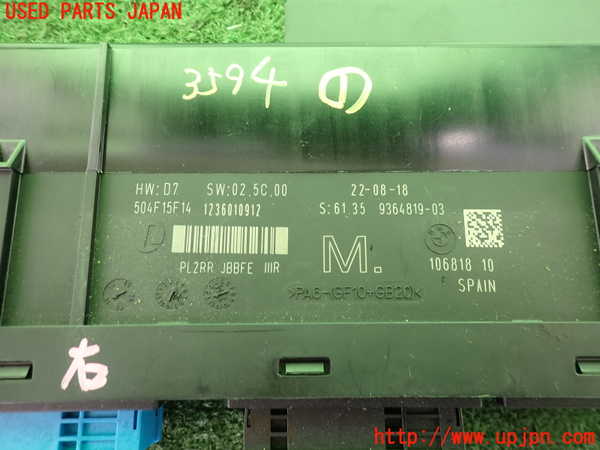 USED PARTS JAPAN
3594 の
HW: D7 SW:02.5C.00 22-08-18
504F15F14 1236010912 S: 61.35 9364819-03
D
PL2RR JBBFE IIIR M. 106818 10
>PA6-(GF10+GB20)<
F SPAIN
右
http://www.upjpn.com/